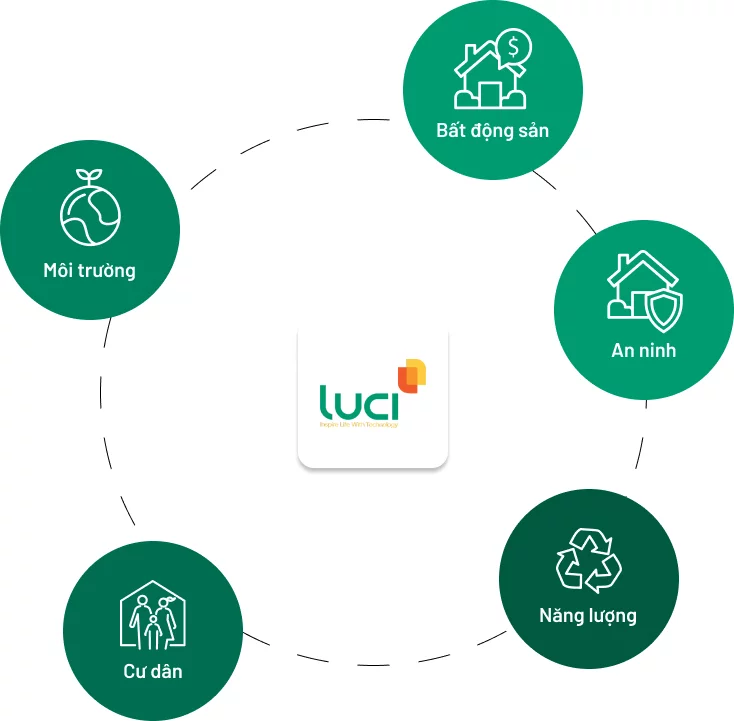 $
Bất động sản
Môi trường
An ninh
luci
Inspire Life With Technology
Năng lượng
Cư dân